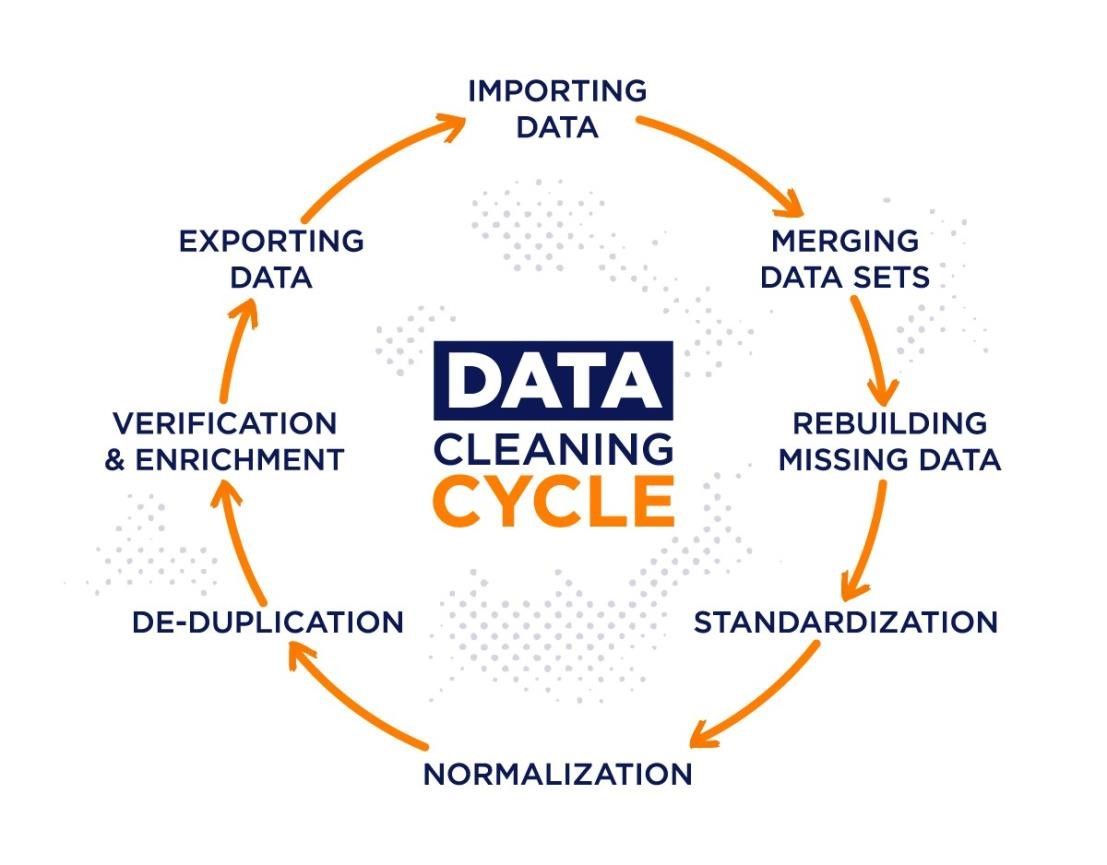 IMPORTING
DATA
MERGING
DATA SETS
REBUILDING
MISSING DATA
STANDARDIZATION
NORMALIZATION
DE-DUPLICATION
VERIFICATION
& ENRICHMENT
EXPORTING
DATA
DATA
CLEANING
CYCLE